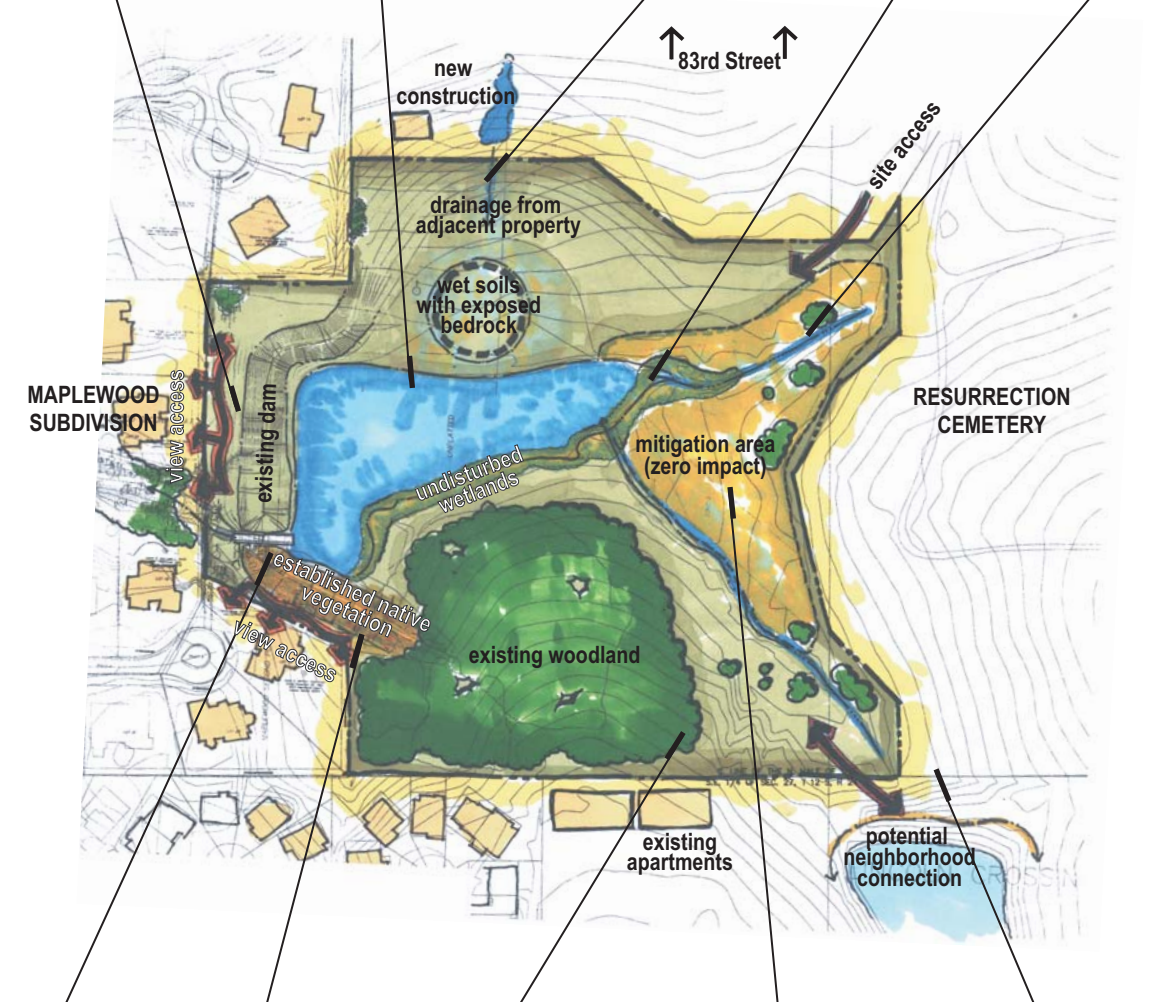 83rd Street
new
construction
site access
drainage from
adjacent property
wet soils
with exposed
bedrock
MAPLEWOOD
SUBDIVISION
view access
existing dam
RESURRECTION
CEMETERY
mitigation area
(zero impact)
undisturbed
wetlands
established native
vegetation
view access
existing woodland
existing
apartments
potential
neighborhood
connection